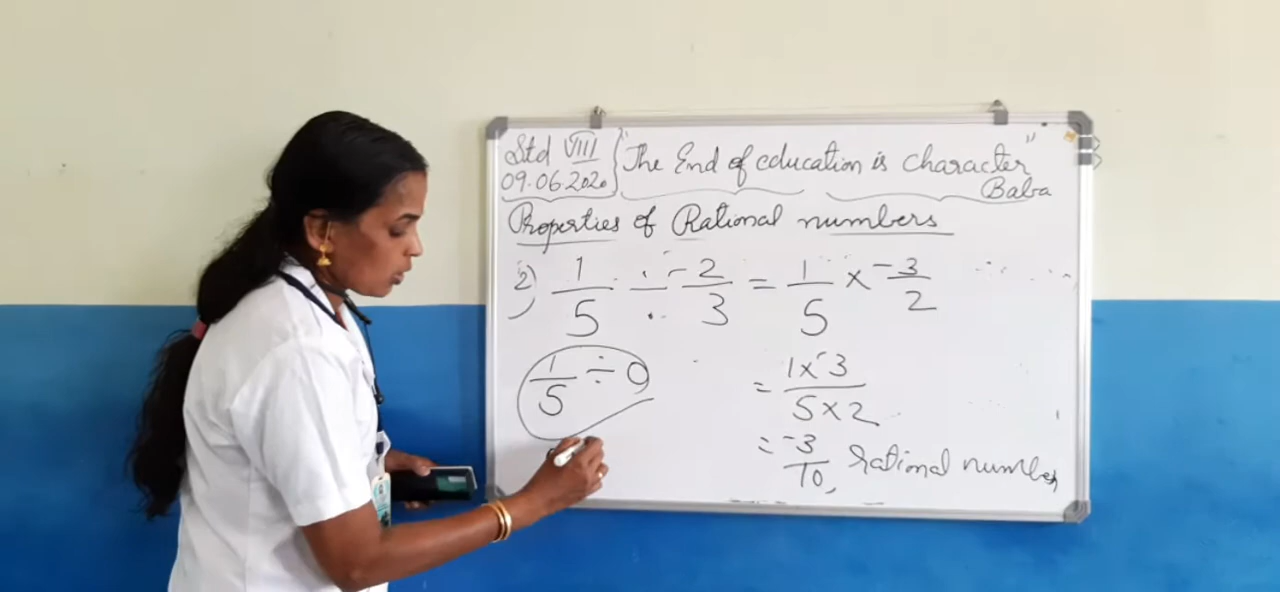 Std VIII
09.06.2020
"The End of education is character"
Baba
Properties of Rational numbers
2) 1/5 ÷ -2/3 = 1/5 × -3/2
1/5 ÷ 0
= 1×-3/5×2
= -3/10, rational number